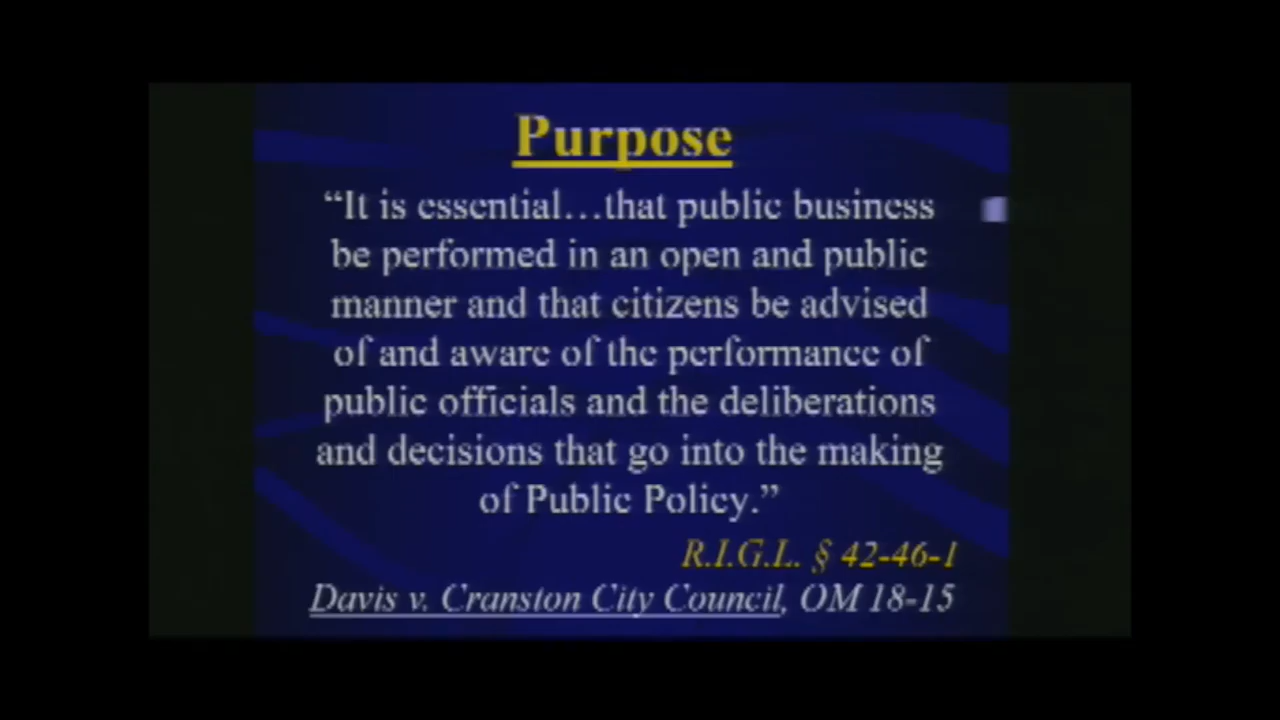 Purpose
“It is essential…that public business
be performed in an open and public
manner and that citizens be advised
of and aware of the performance of
public officials and the deliberations
and decisions that go into the making
of Public Policy.”
R.I.G.L. § 42-46-1
Davis v. Cranston City Council, OM 18-15